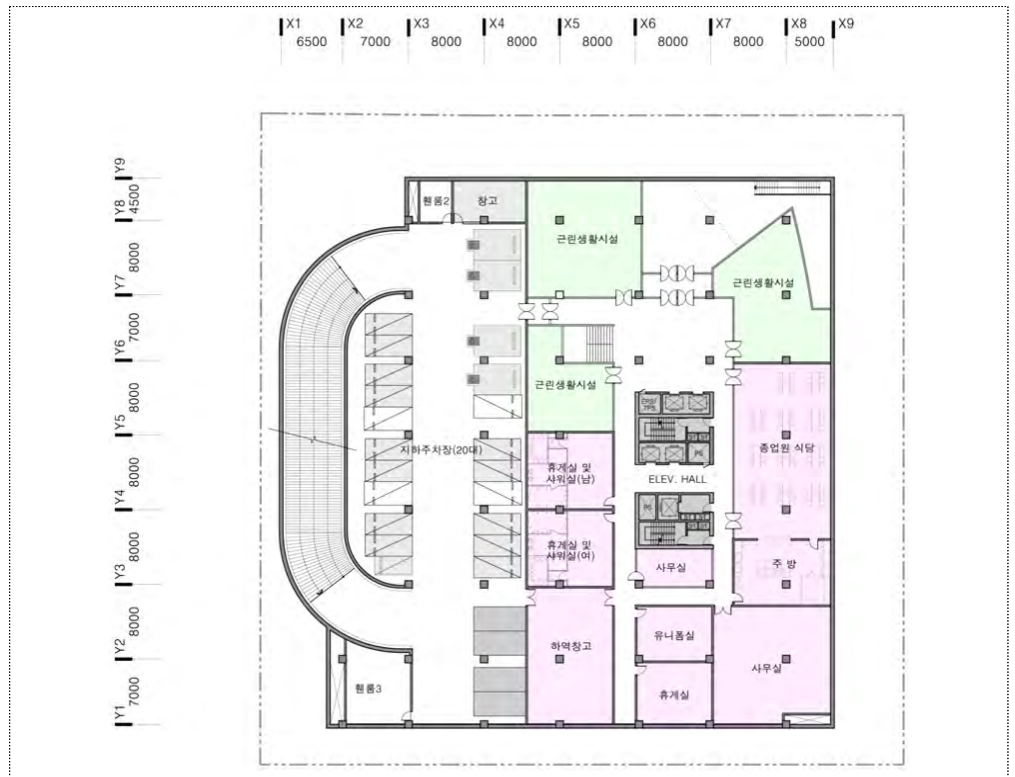 X1 X2 X3 X4 X5 X6 X7 X8 X9
6500 7000 8000 8000 8000 8000 8000 5000
Y9
4500
Y8
8000
Y7
7000
Y6
8000
Y5
8000
Y4
8000
Y3
8000
Y2
7000
Y1
휀룸2
창고
근린생활시설
근린생활시설
근린생활시설
EPS/
TPS
지하주차장(20대)
PS
종업원 식당
휴게실 및
샤워실(남)
ELEV. HALL
PS
휴게실 및
샤워실(여)
사무실
주 방
하역창고
유니폼실
사무실
휀룸3
휴게실